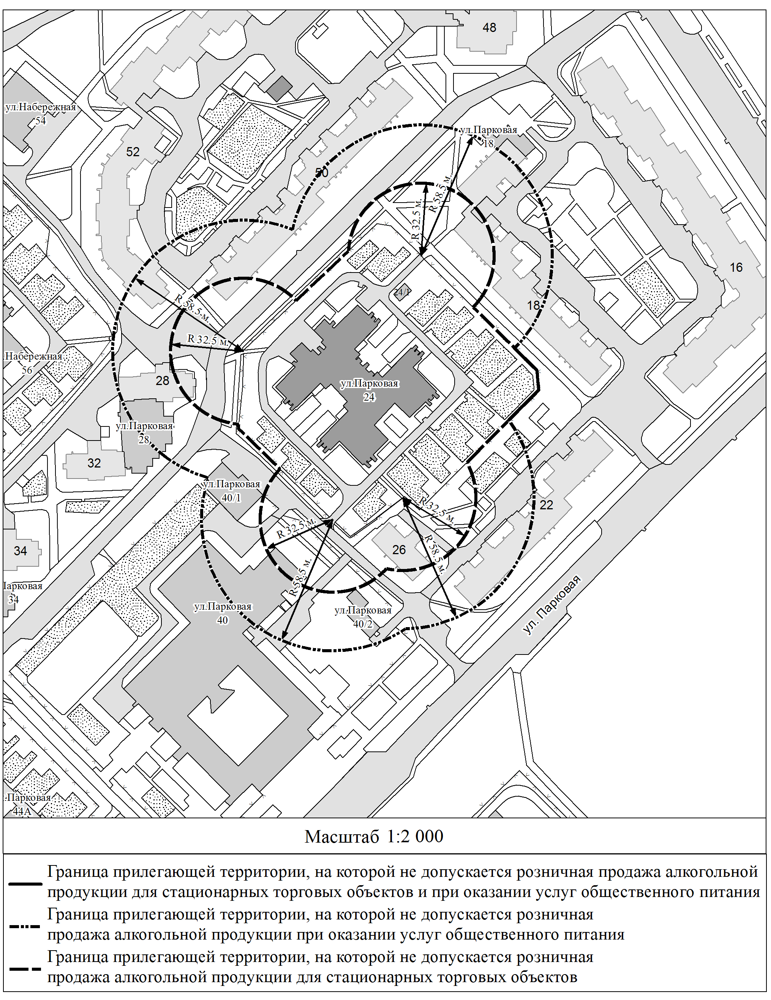 48
ул.Набережная
54
ул.Парковая
18
52
50
R 58.5 м.
R 32.5 м.
16
24/1
R 58.5 м.
18
R 32.5 м.
Набережная
56
28
ул.Парковая
24
ул.Парковая
28
32
ул.Парковая
40/1
R 32.5 м.
22
R 32.5 м.
34
26
R 58.5 м.
R 58.5 м.
Парковая
34
ул.Парковая
40
ул.Парковая
40/2
ул. Парковая
.Парковая
44А
Масштаб 1:2 000
Граница прилегающей территории, на которой не допускается розничная продажа алкогольной
продукции для стационарных торговых объектов и при оказании услуг общественного питания
Граница прилегающей территории, на которой не допускается розничная
продажа алкогольной продукции при оказании услуг общественного питания
Граница прилегающей территории, на которой не допускается розничная
продажа алкогольной продукции для стационарных торговых объектов